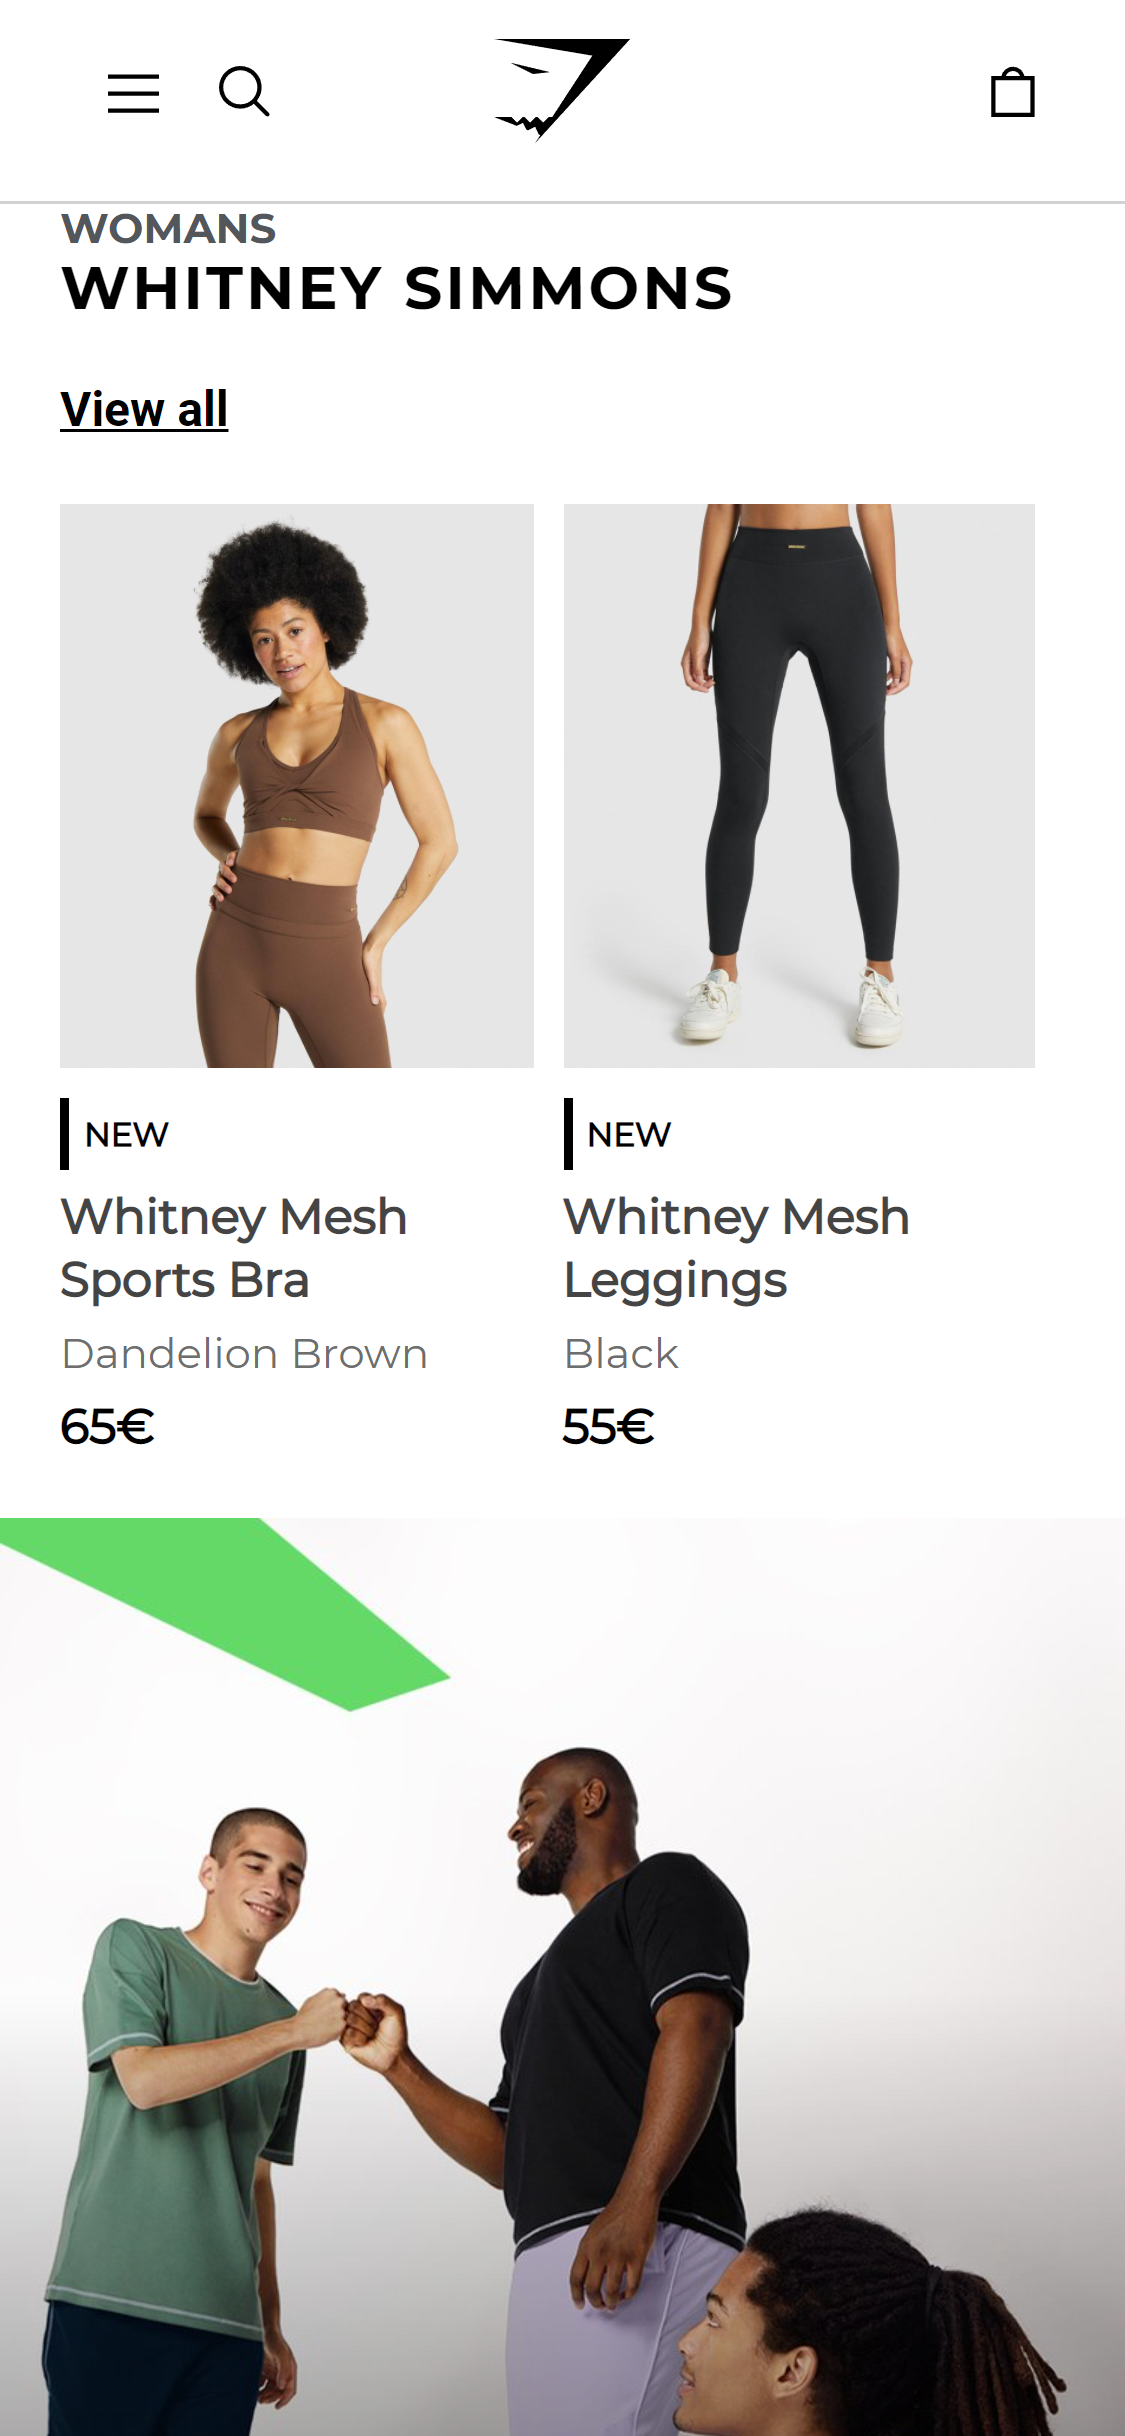 WOMANS
WHITNEY SIMMONS
View all
NEW
Whitney Mesh
Sports Bra
Dandelion Brown
65€
NEW
Whitney Mesh
Leggings
Black
55€